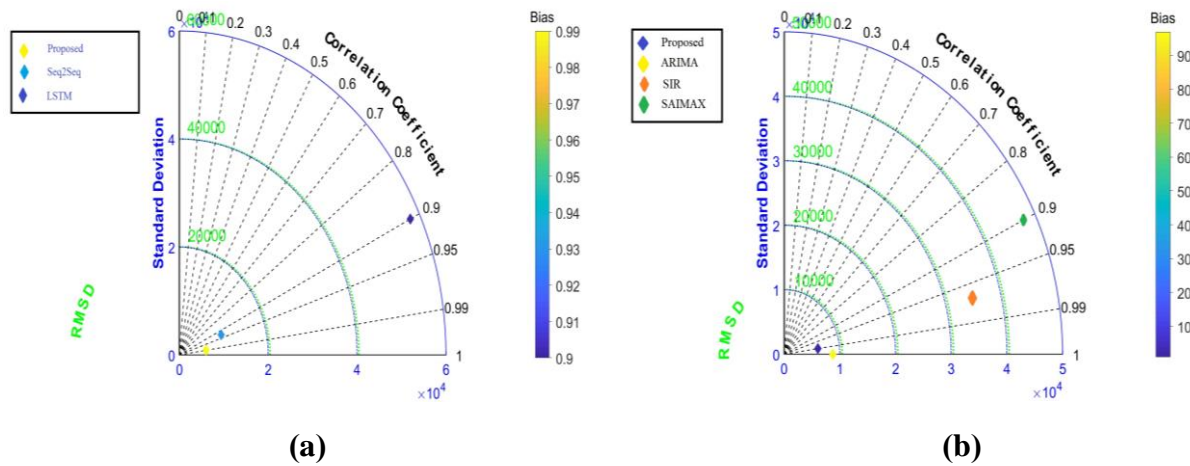 Proposed
Seq2Seq
LSTM
0 0.1 0.2 0.3 0.4 0.5 0.6 0.7 0.8 0.9 0.95 0.99 1
Correlation Coefficient
Standard Deviation
6
4
2
0
40000
20000
RMSD
0 2 4 6
×10⁴
Bias
0.99
0.98
0.97
0.96
0.95
0.94
0.93
0.92
0.91
0.9
(a)
Proposed
ARIMA
SIR
SAIMAX
0 0.1 0.2 0.3 0.4 0.5 0.6 0.7 0.8 0.9 0.95 0.99 1
Correlation Coefficient
Standard Deviation
5
4
3
2
1
0
40000
30000
20000
10000
RMSD
0 1 2 3 4 5
×10⁴
Bias
90
80
70
60
50
40
30
20
10
(b)